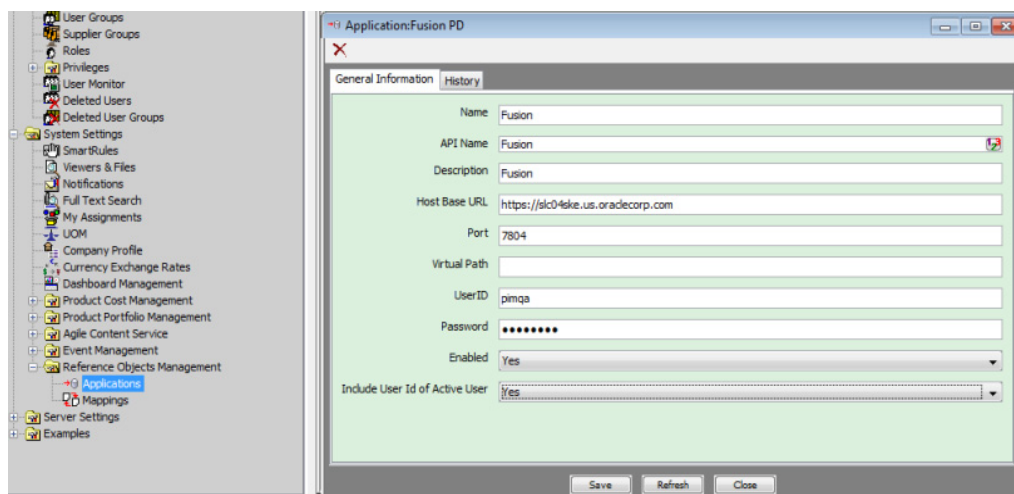 User Groups
Supplier Groups
Roles
Privileges
User Monitor
Deleted Users
Deleted User Groups
System Settings
SmartRules
Viewers & Files
Notifications
Full Text Search
My Assignments
UOM
Company Profile
Currency Exchange Rates
Dashboard Management
Product Cost Management
Product Portfolio Management
Agile Content Service
Event Management
Reference Objects Management
Applications
Mappings
Server Settings
Examples
Application:Fusion PD
General Information History
Name Fusion
API Name Fusion
Description Fusion
Host Base URL https://slc04ske.us.oraclecorp.com
Port 7804
Virtual Path
UserID pimqa
Password ••••••••
Enabled Yes
Include User Id of Active User Yes
Save Refresh Close